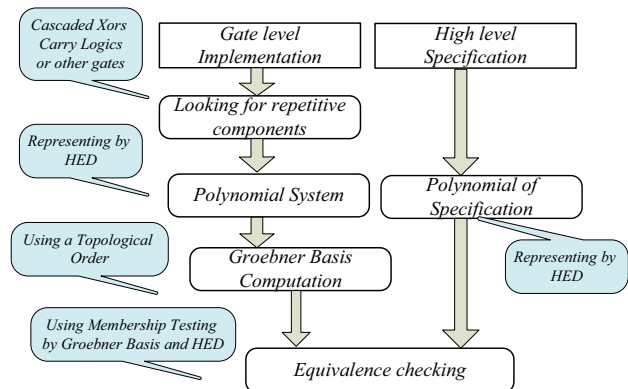 Cascaded Xors
Carry Logics
or other gates
Gate level
Implementation
High level
Specification
Looking for repetitive
components
Representing by
HED
Polynomial System
Polynomial of
Specification
Using a Topological
Order
Groebner Basis
Computation
Representing by
HED
Using Membership Testing
by Groebner Basis and HED
Equivalence checking